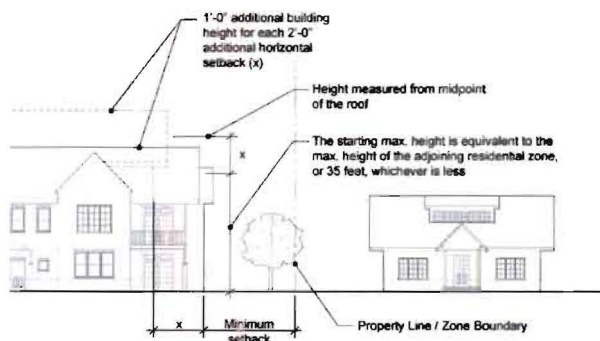 1'-0" additional building
height for each 2'-0"
additional horizontal
setback (x)
Height measured from midpoint
of the roof
x
The starting max. height is equivalent to the
max. height of the adjoining residential zone,
or 35 feet, whichever is less
x
Minimum
setback
Property Line / Zone Boundary